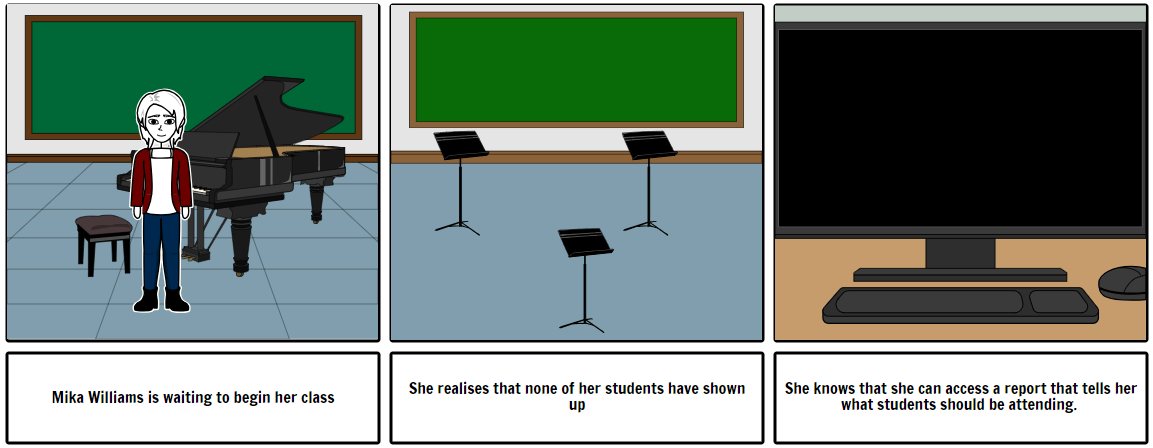 Mika Williams is waiting to begin her class
She realises that none of her students have shown
up
She knows that she can access a report that tells her
what students should be attending.